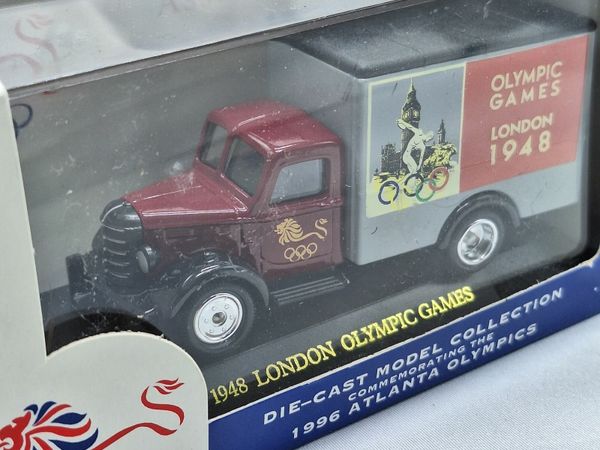 OLYMPIC
GAMES
LONDON
1948
1948 LONDON OLYMPIC GAMES
DIE-CAST MODEL COLLECTION
COMMEMORATING THE
1996 ATLANTA OLYMPICS